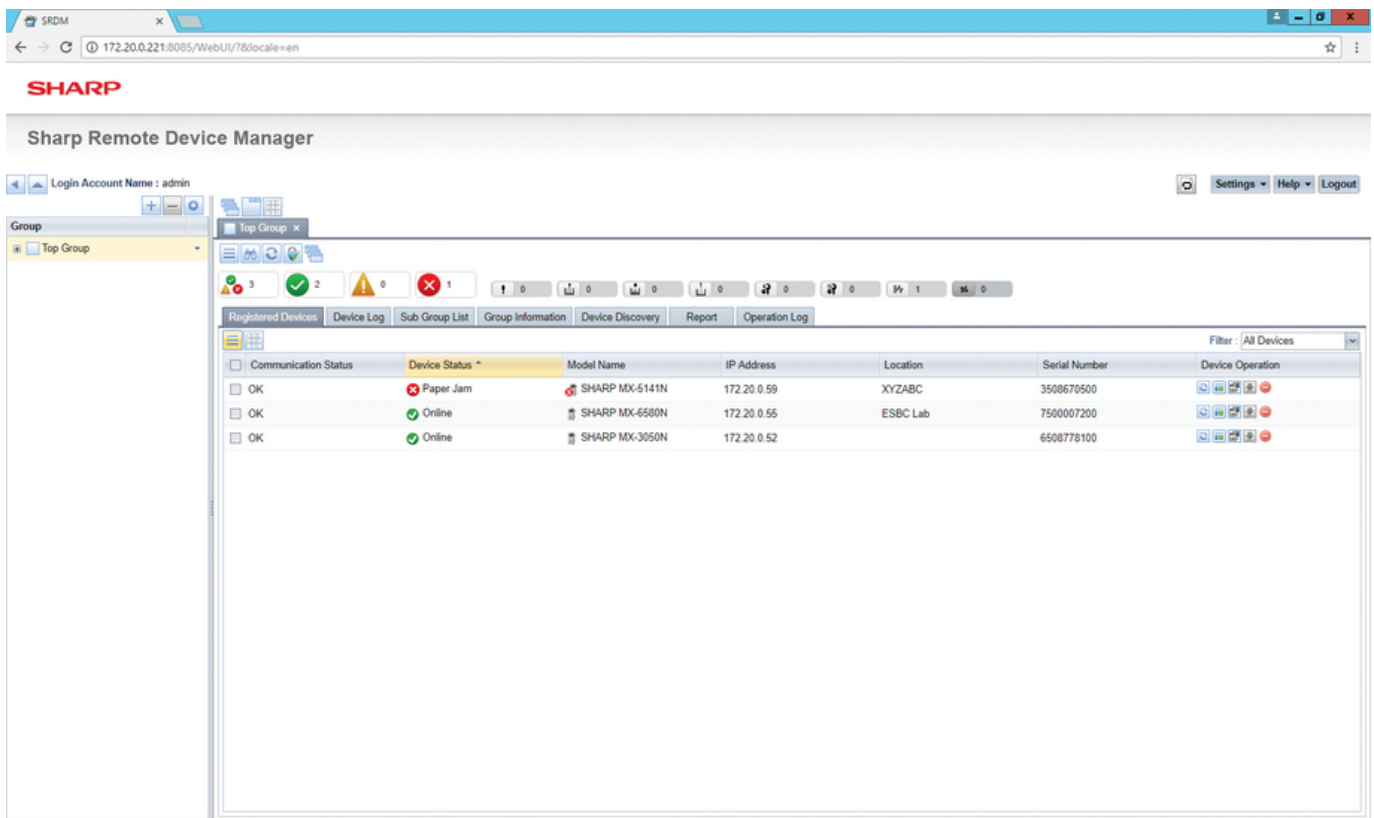 SRDM
172.20.0.221:8085/WebUI/?&locale=en
SHARP
Sharp Remote Device Manager
Login Account Name : admin
Settings Help Logout
Group
Top Group
Top Group
3 2 0 1 0 0 0 0 0 0 1 0
Registered Devices Device Log Sub Group List Group Information Device Discovery Report Operation Log
Filter : All Devices
Communication Status Device Status Model Name IP Address Location Serial Number Device Operation
OK Paper Jam SHARP MX-5141N 172.20.0.59 XYZABC 3508670500
OK Online SHARP MX-6580N 172.20.0.55 ESBC Lab 7500007200
OK Online SHARP MX-3050N 172.20.0.52 6508778100